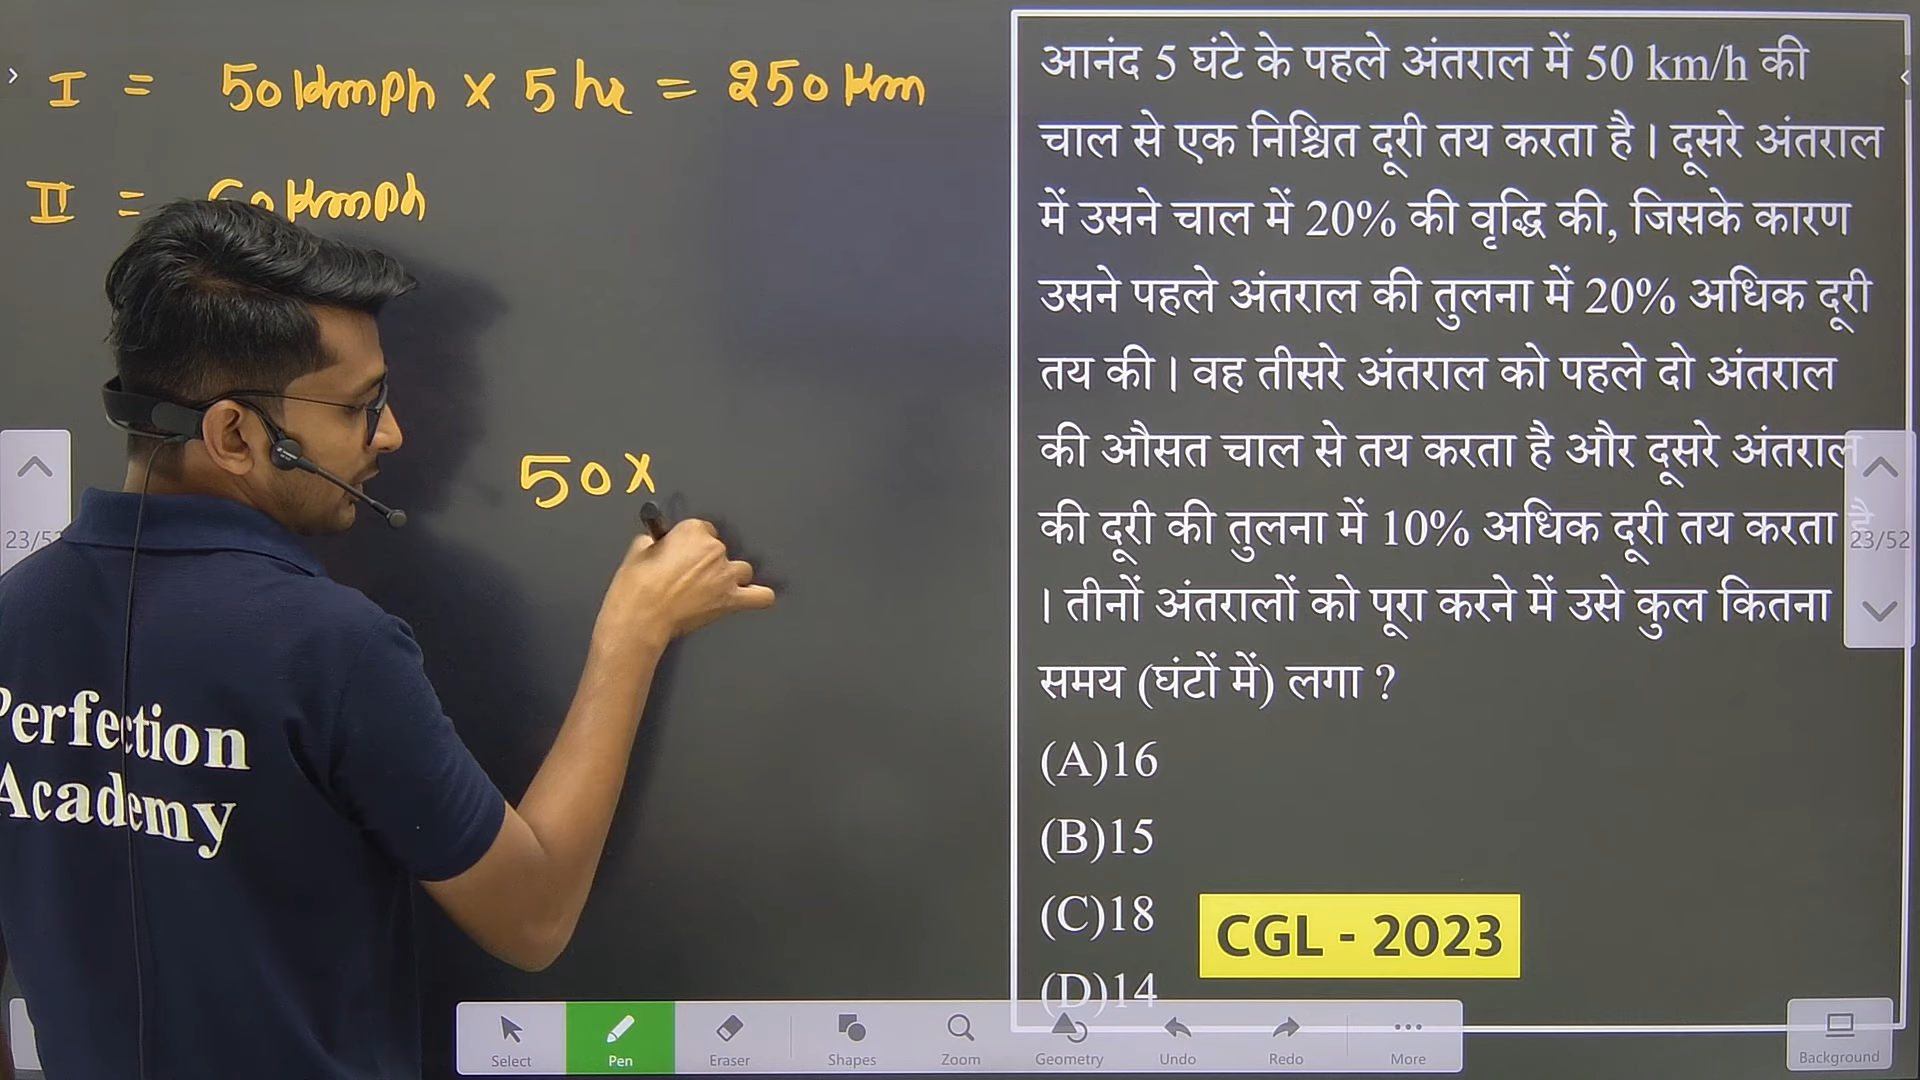 I = 50 kmph x 5 hr = 250 km
II = 60 kmph
50 x
आनंद 5 घंटे के पहले अंतराल में 50 km/h की
चाल से एक निश्चित दूरी तय करता है । दूसरे अंतराल
में उसने चाल में 20% की वृद्धि की, जिसके कारण
उसने पहले अंतराल की तुलना में 20% अधिक दूरी
तय की । वह तीसरे अंतराल को पहले दो अंतराल
की औसत चाल से तय करता है और दूसरे अंतराल
की दूरी की तुलना में 10% अधिक दूरी तय करता है
। तीनों अंतरालों को पूरा करने में उसे कुल कितना
समय (घंटों में) लगा ?
(A)16
(B)15
(C)18
(D)14
CGL - 2023
23/52
23/52
Perfection
Academy
Select Pen Eraser Shapes Zoom Geometry Undo Redo More
Background